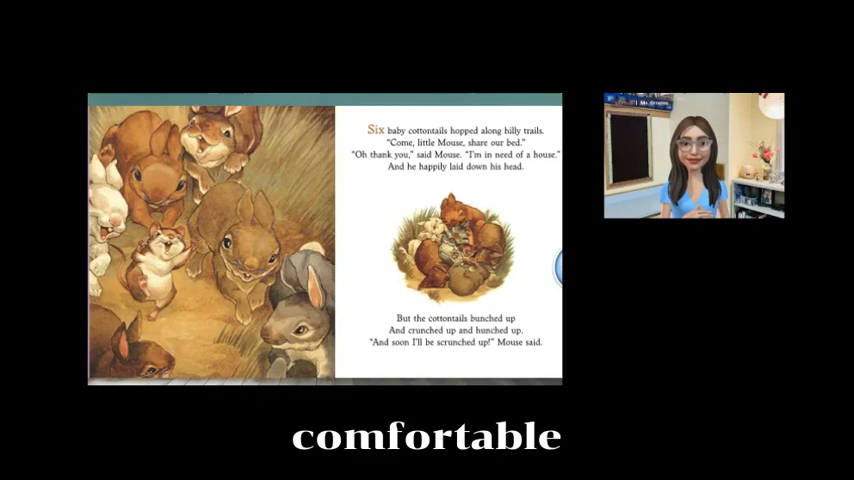 Six baby cottontails hopped along hilly trails.
"Come, little Mouse, share our bed."
"Oh thank you," said Mouse. "I'm in need of a house."
And he happily laid down his head.
But the cottontails bunched up
And crunched up and hunched up.
"And soon I'll be scrunched up!" Mouse said.
comfortable